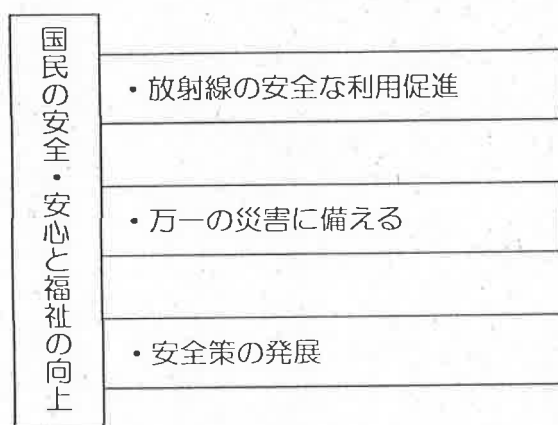 国民の安全・安心と福祉の向上
・放射線の安全な利用促進
・万一の災害に備える
・安全策の発展